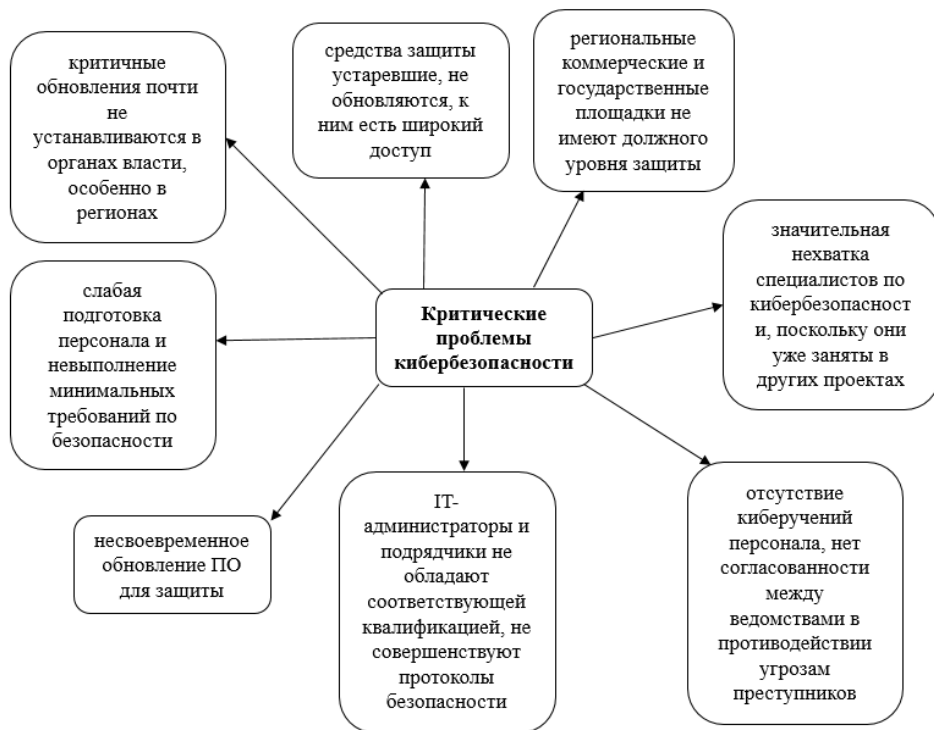 критичные
обновления почти
не
устанавливаются в
органах власти,
особенно в
регионах
средства защиты
устаревшие, не
обновляются, к
ним есть широкий
доступ
региональные
коммерческие и
государственные
площадки не
имеют должного
уровня защиты
значительная
нехватка
специалистов по
кибербезопасност
и, поскольку они
уже заняты в
других проектах
слабая
подготовка
персонала и
невыполнение
минимальных
требований по
безопасности
Критические
проблемы
кибербезопасности
несвоевременное
обновление ПО
для защиты
IT-
администраторы и
подрядчики не
обладают
соответствующей
квалификацией, не
совершенствуют
протоколы
безопасности
отсутствие
киберучений
персонала, нет
согласованности
между
ведомствами в
противодействии
угрозам
преступников